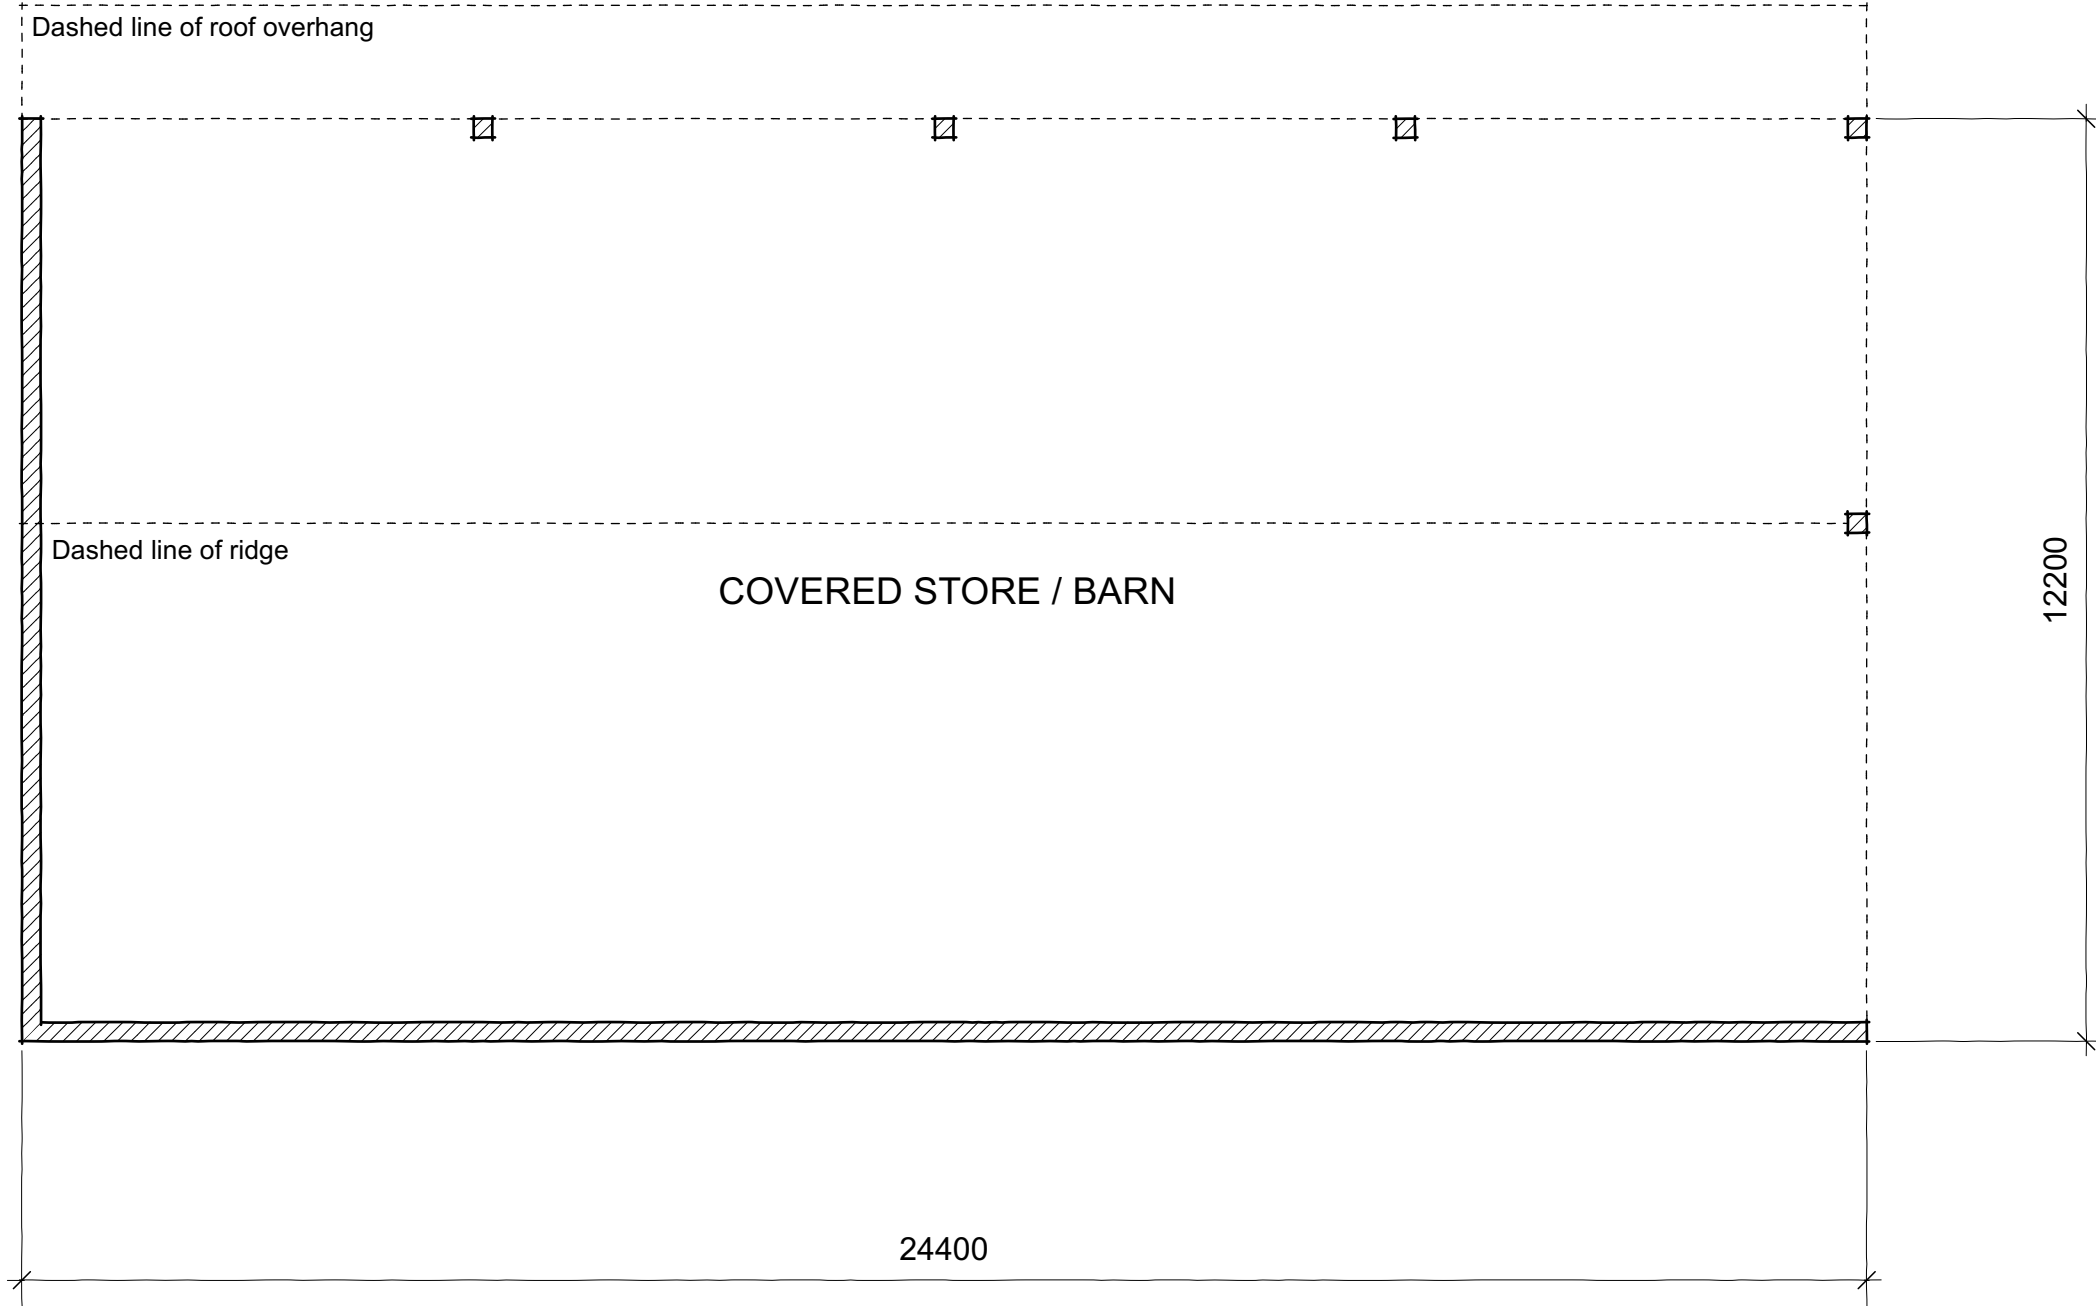 Dashed line of roof overhang
Dashed line of ridge
COVERED STORE / BARN
12200
24400